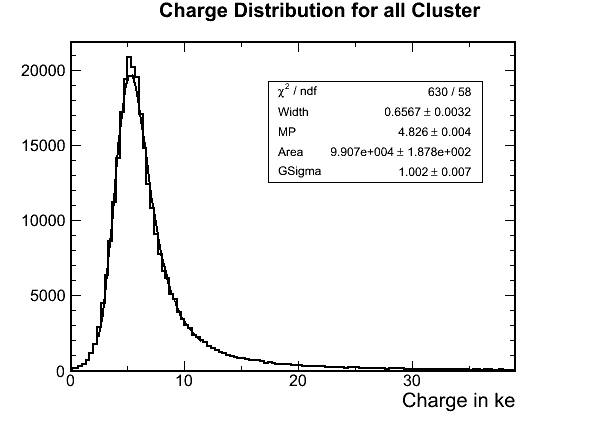 Charge Distribution for all Cluster
χ² / ndf 630 / 58
Width 0.6567 ± 0.0032
MP 4.826 ± 0.004
Area 9.907e+004 ± 1.878e+002
GSigma 1.002 ± 0.007
20000
15000
10000
5000
0
0 10 20 30
Charge in ke